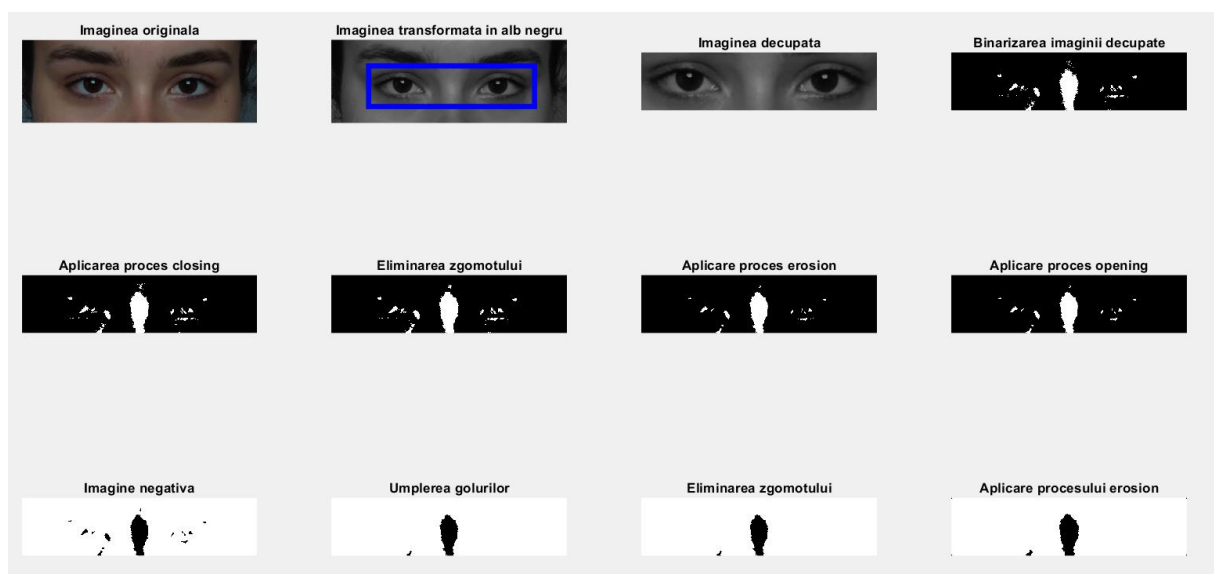 Imaginea originala
Imaginea transformata in alb negru
Imaginea decupata
Binarizarea imaginii decupate
Aplicarea proces closing
Eliminarea zgomotului
Aplicare proces erosion
Aplicare proces opening
Imagine negativa
Umplerea golurilor
Eliminarea zgomotului
Aplicare procesului erosion